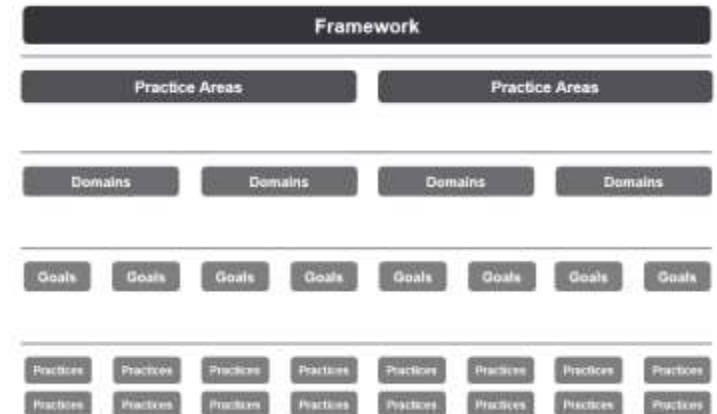 Framework
Practice Areas Practice Areas
Domains Domains Domains Domains
Goals Goals Goals Goals Goals Goals Goals Goals
Practices Practices Practices Practices Practices Practices Practices Practices
Practices Practices Practices Practices Practices Practices Practices Practices